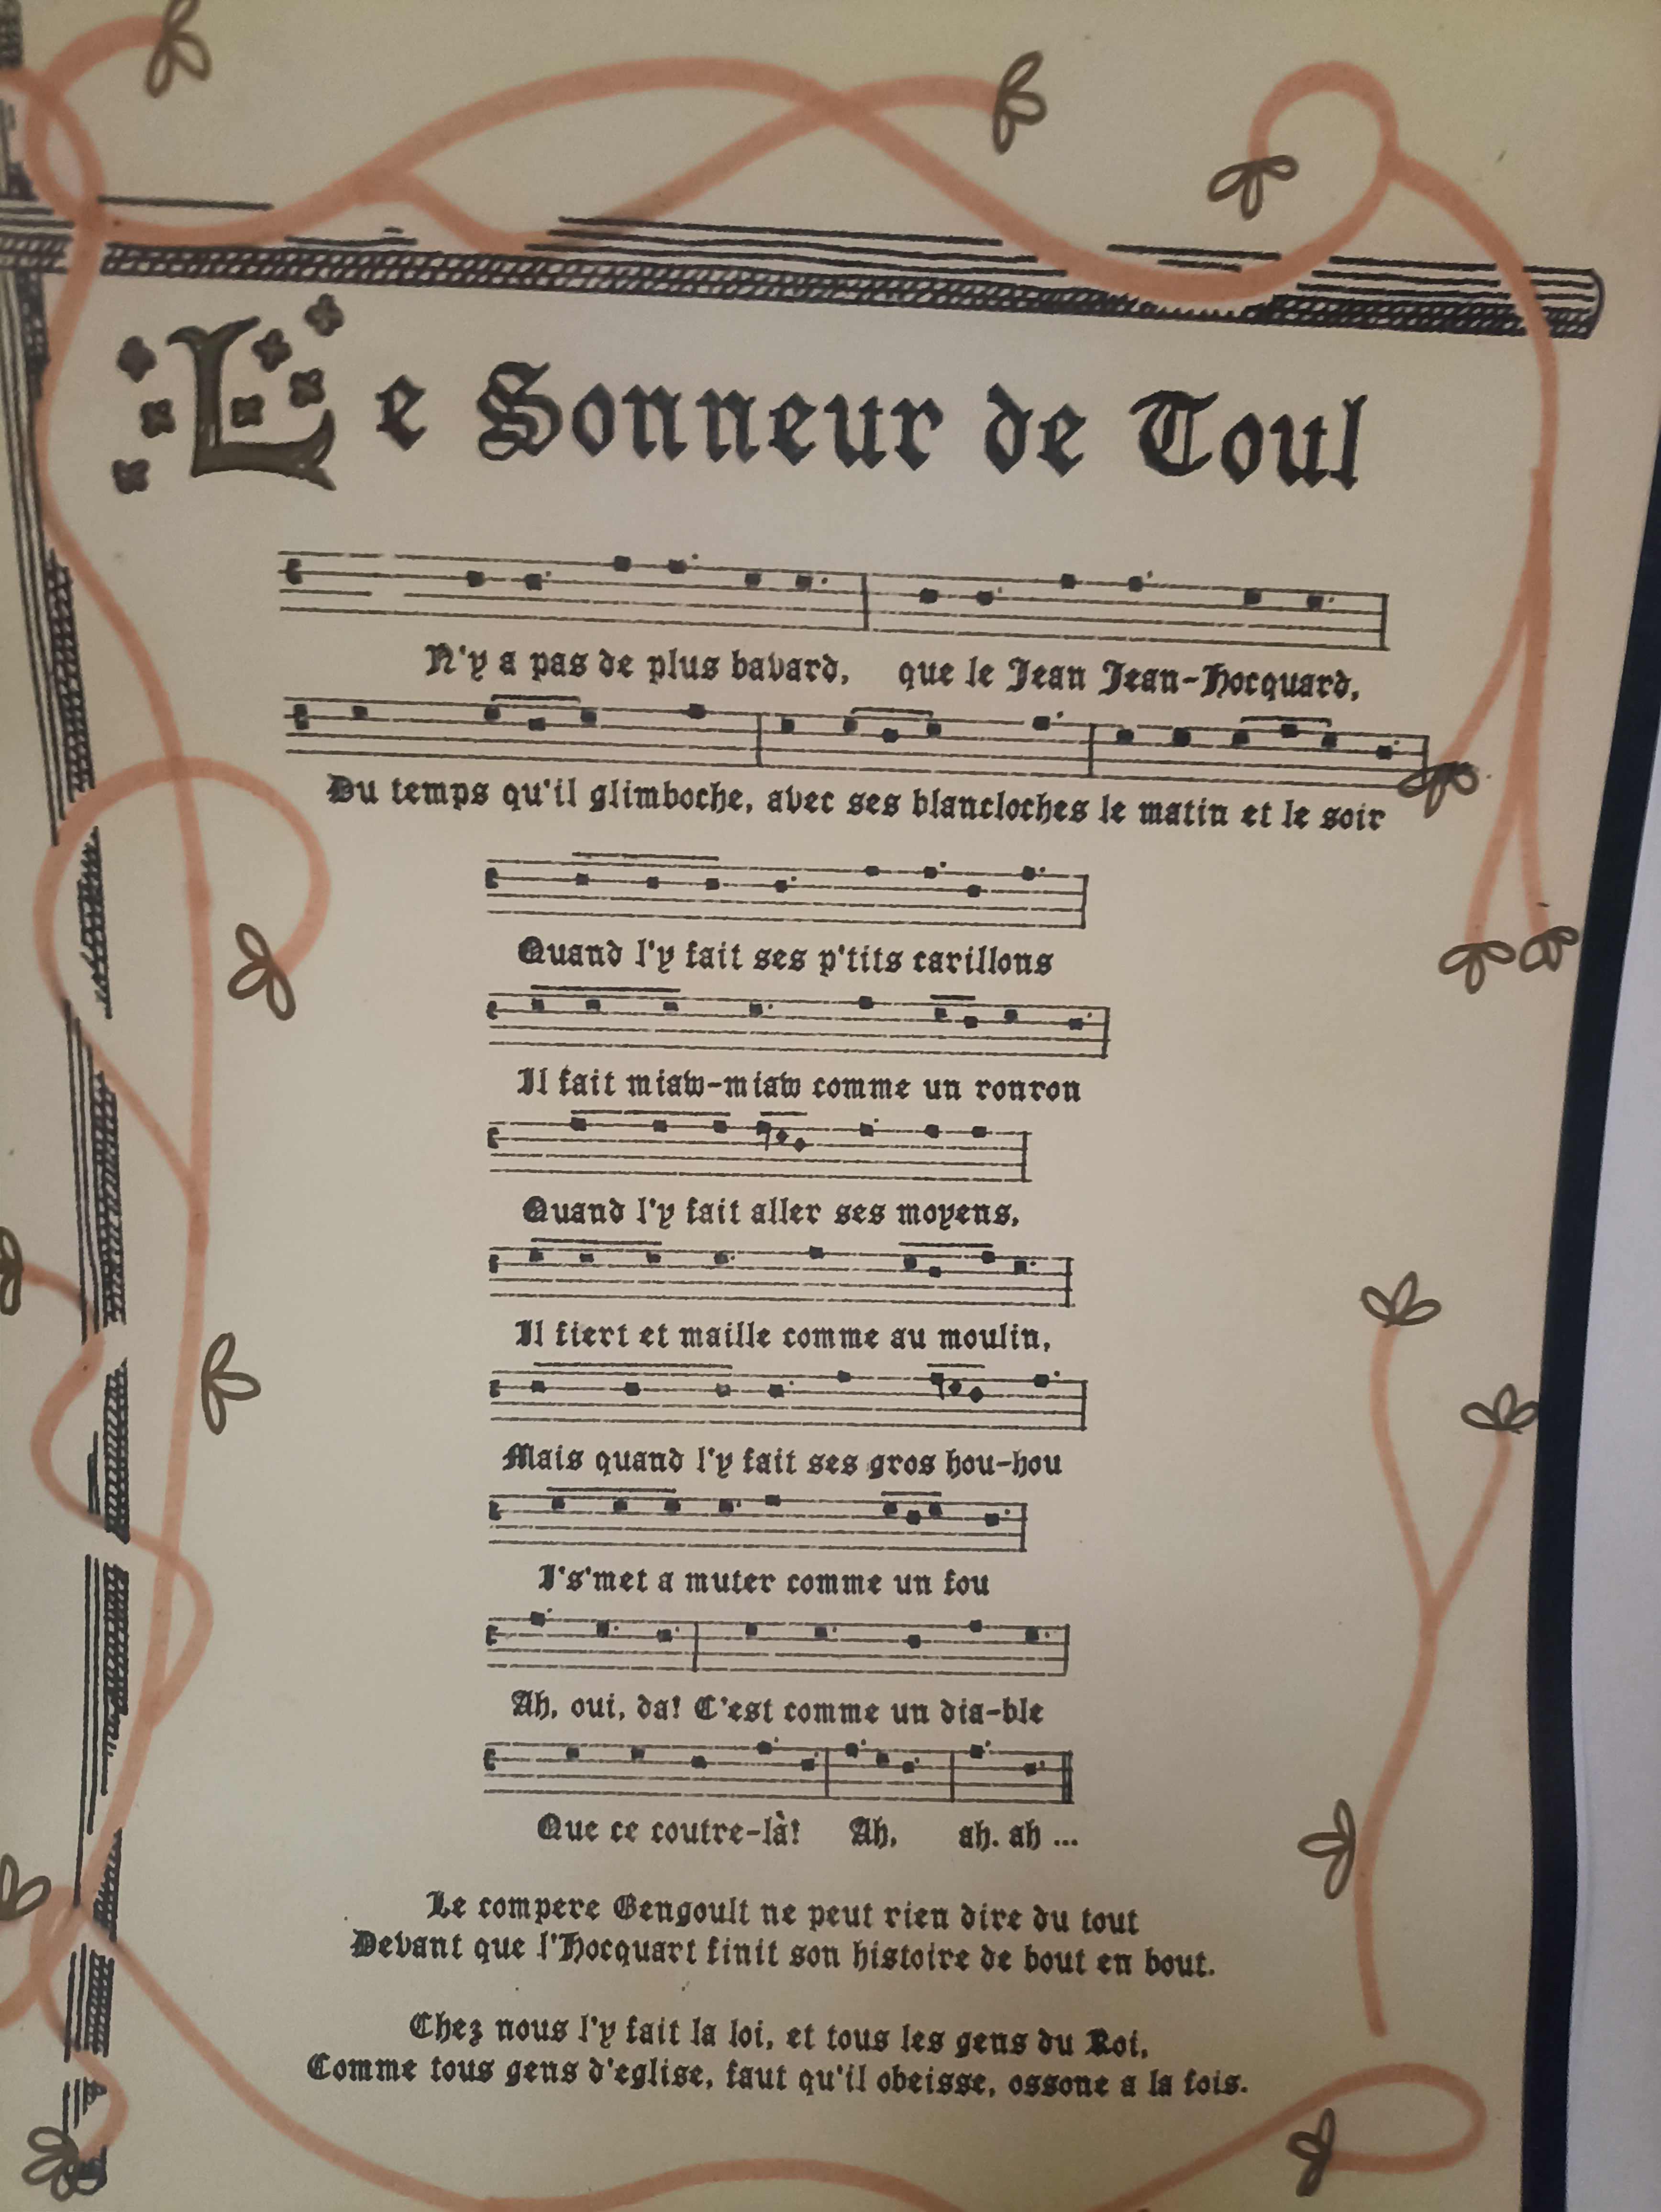 Le Sonneur de Toul
N'y a pas de plus bavard, que le Jean Jean-Hocquard,
Du temps qu'il glimboche, avec ses blancloches le matin et le soir
Quand l'y fait ses p'tits carillons
Il fait miaw-miaw comme un ronron
Quand l'y fait aller ses moyens,
Il fiert et maille comme au moulin,
Mais quand l'y fait ses gros hou-hou
I's'met a muter comme un fou
Ah, oui, da! C'est comme un dia-ble
Que ce coutre-là! Ah, ah. ah ...
Le compere Gengoult ne peut rien dire du tout
Devant que l'Hocquart finit son histoire de bout en bout.
Chez nous l'y fait la loi, et tous les gens du Roi,
Comme tous gens d'eglise, faut qu'il obeisse, ossone a la fois.